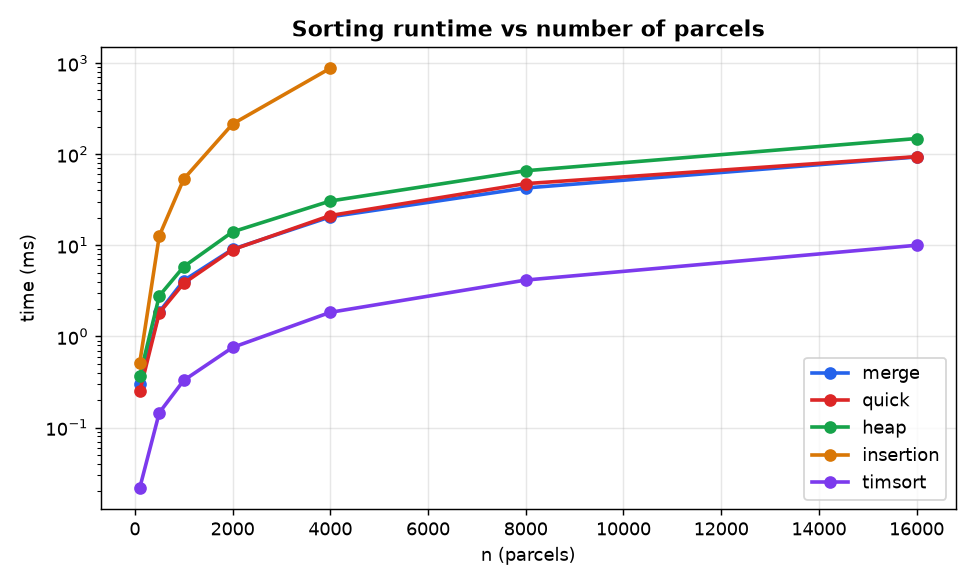 Sorting runtime vs number of parcels
time (ms)
10³
10²
10¹
10⁰
10⁻¹
0 2000 4000 6000 8000 10000 12000 14000 16000
n (parcels)
merge
quick
heap
insertion
timsort